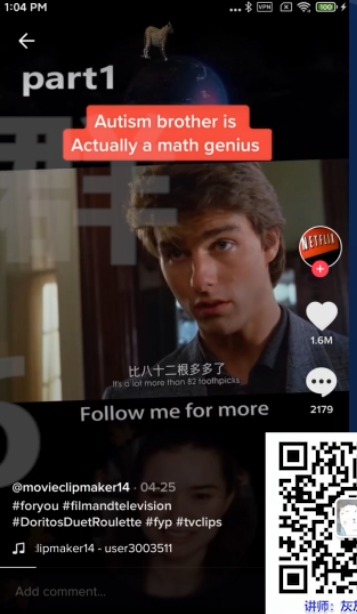 1:04 PM
VPN
100
part1
Autism brother is
Actually a math genius
NETFLIX
1.6M
比八十二根多多了
It's a lot more than 82 toothpicks
2179
Follow me for more
@movieclipmaker14 · 04-25
#foryou #filmandtelevision
#DoritosDuetRoulette #fyp #tvclips
:lipmaker14 - user3003511
Add comment...
讲师：灰灰